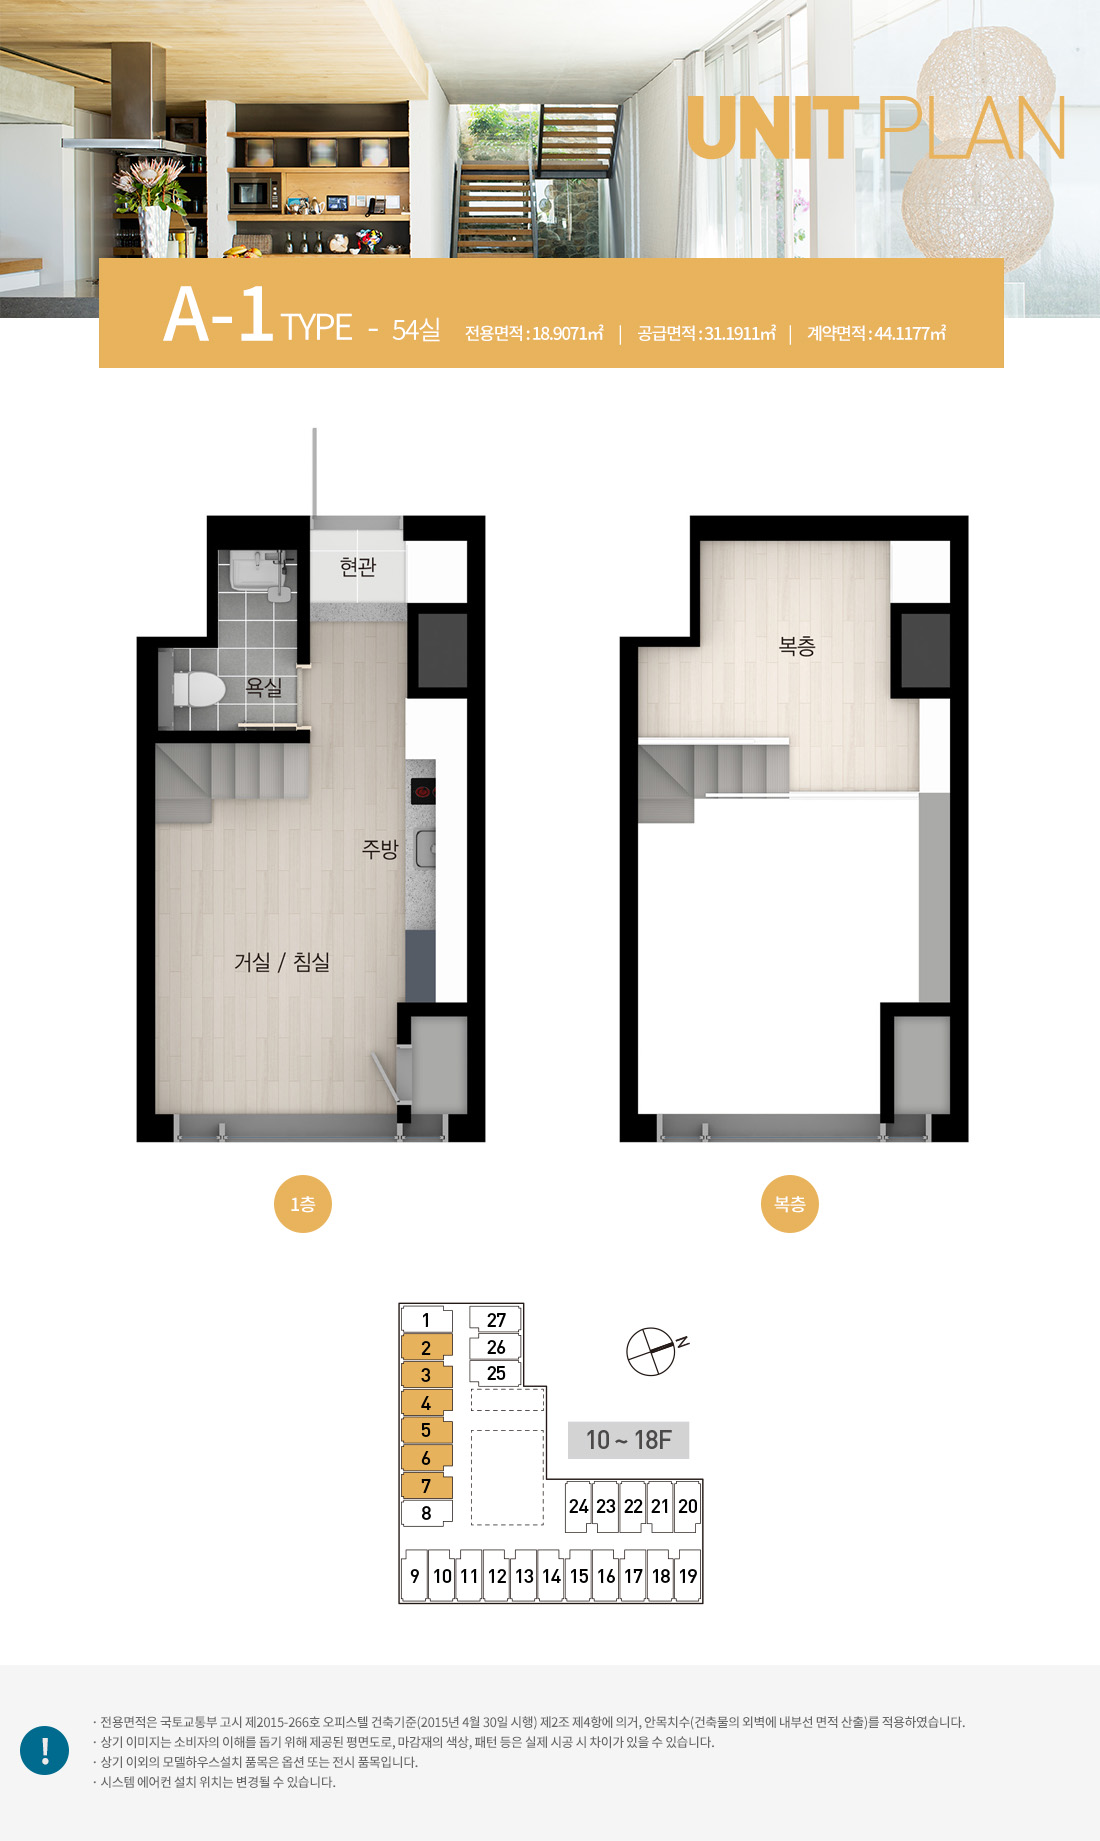 UNIT PLAN
A-1 TYPE - 54실 전용면적 : 18.9071㎡ | 공급면적 : 31.1911㎡ | 계약면적 : 44.1177㎡
현관
욕실
주방
거실 / 침실
복층
1층
복층
1
2
3
4
5
6
7
8
27
26
25
N
10 ~ 18F
24 23 22 21 20
9 10 11 12 13 14 15 16 17 18 19
!
· 전용면적은 국토교통부 고시 제2015-266호 오피스텔 건축기준(2015년 4월 30일 시행) 제2조 제4항에 의거, 안목치수(건축물의 외벽에 내부선 면적 산출)를 적용하였습니다.
· 상기 이미지는 소비자의 이해를 돕기 위해 제공된 평면도로, 마감재의 색상, 패턴 등은 실제 시공 시 차이가 있을 수 있습니다.
· 상기 이외의 모델하우스설치 품목은 옵션 또는 전시 품목입니다.
· 시스템 에어컨 설치 위치는 변경될 수 있습니다.